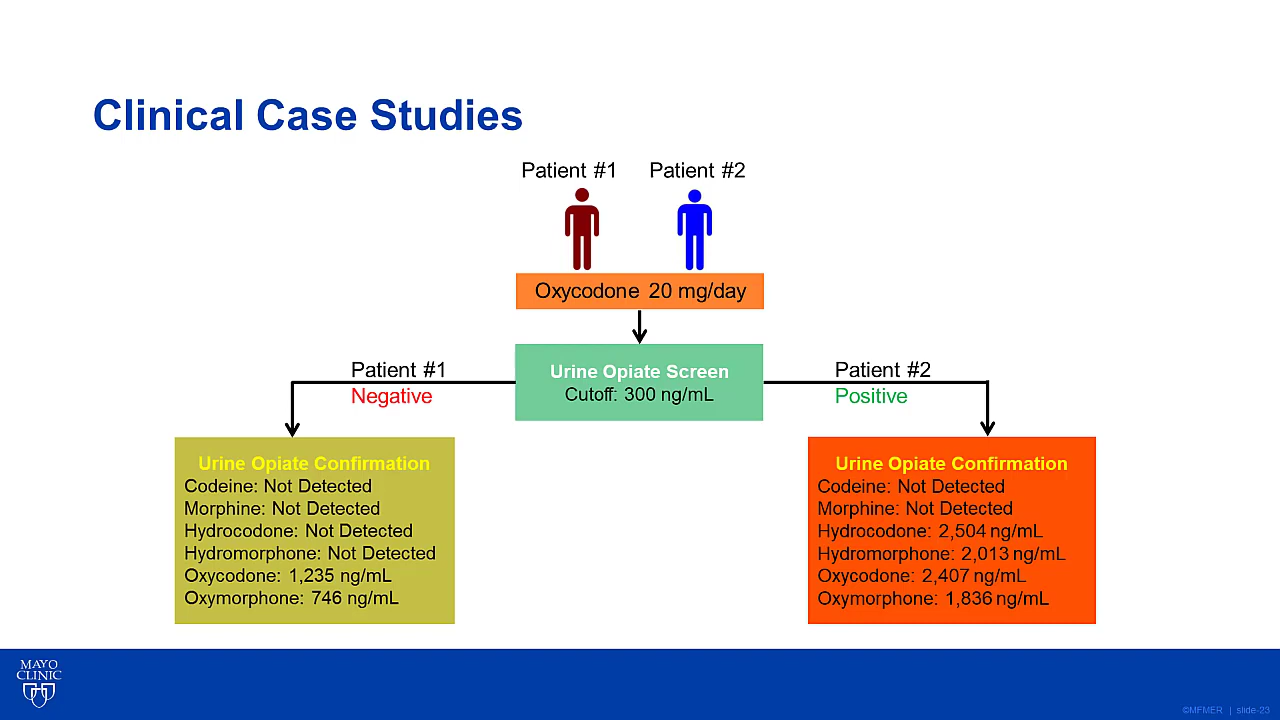 Clinical Case Studies
Patient #1
Patient #2
Oxycodone 20 mg/day
Urine Opiate Screen
Cutoff: 300 ng/mL
Patient #1
Negative
Patient #2
Positive
Urine Opiate Confirmation
Codeine: Not Detected
Morphine: Not Detected
Hydrocodone: Not Detected
Hydromorphone: Not Detected
Oxycodone: 1,235 ng/mL
Oxymorphone: 746 ng/mL
Urine Opiate Confirmation
Codeine: Not Detected
Morphine: Not Detected
Hydrocodone: 2,504 ng/mL
Hydromorphone: 2,013 ng/mL
Oxycodone: 2,407 ng/mL
Oxymorphone: 1,836 ng/mL
MAYO
CLINIC
©MFMER | slide-23